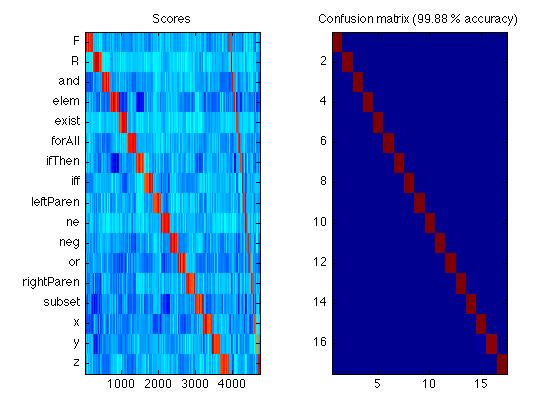 Scores
F
R
and
elem
exist
forAll
ifThen
iff
leftParen
ne
neg
or
rightParen
subset
x
y
z
1000 2000 3000 4000
Confusion matrix (99.88 % accuracy)
2
4
6
8
10
12
14
16
5 10 15